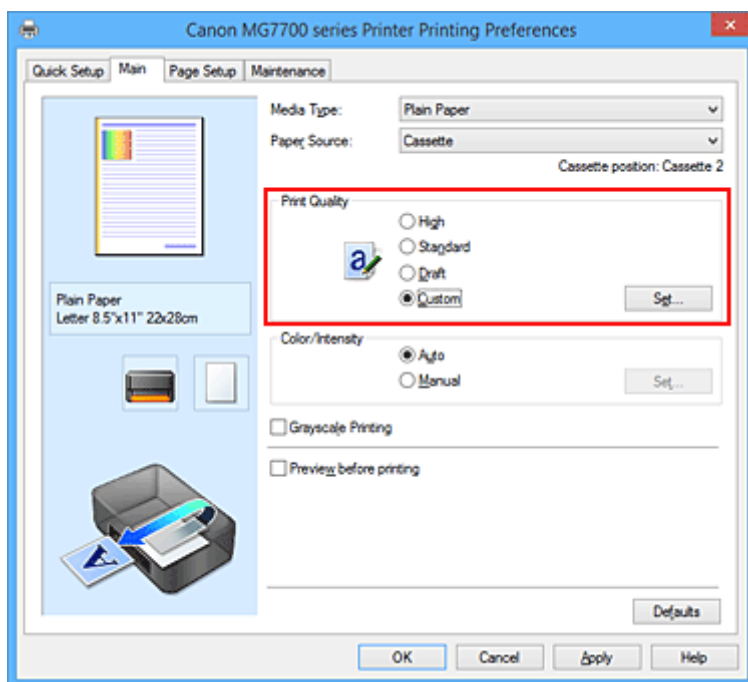 Canon MG7700 series Printer Printing Preferences
Quick Setup Main Page Setup Maintenance
Media Type: Plain Paper
Paper Source: Cassette
Cassette position: Cassette 2
Print Quality
High
Standard
Draft
Custom Set...
Plain Paper
Letter 8.5"x11" 22x28cm
Color/Intensity
Auto
Manual Set...
Grayscale Printing
Preview before printing
Defaults
OK Cancel Apply Help